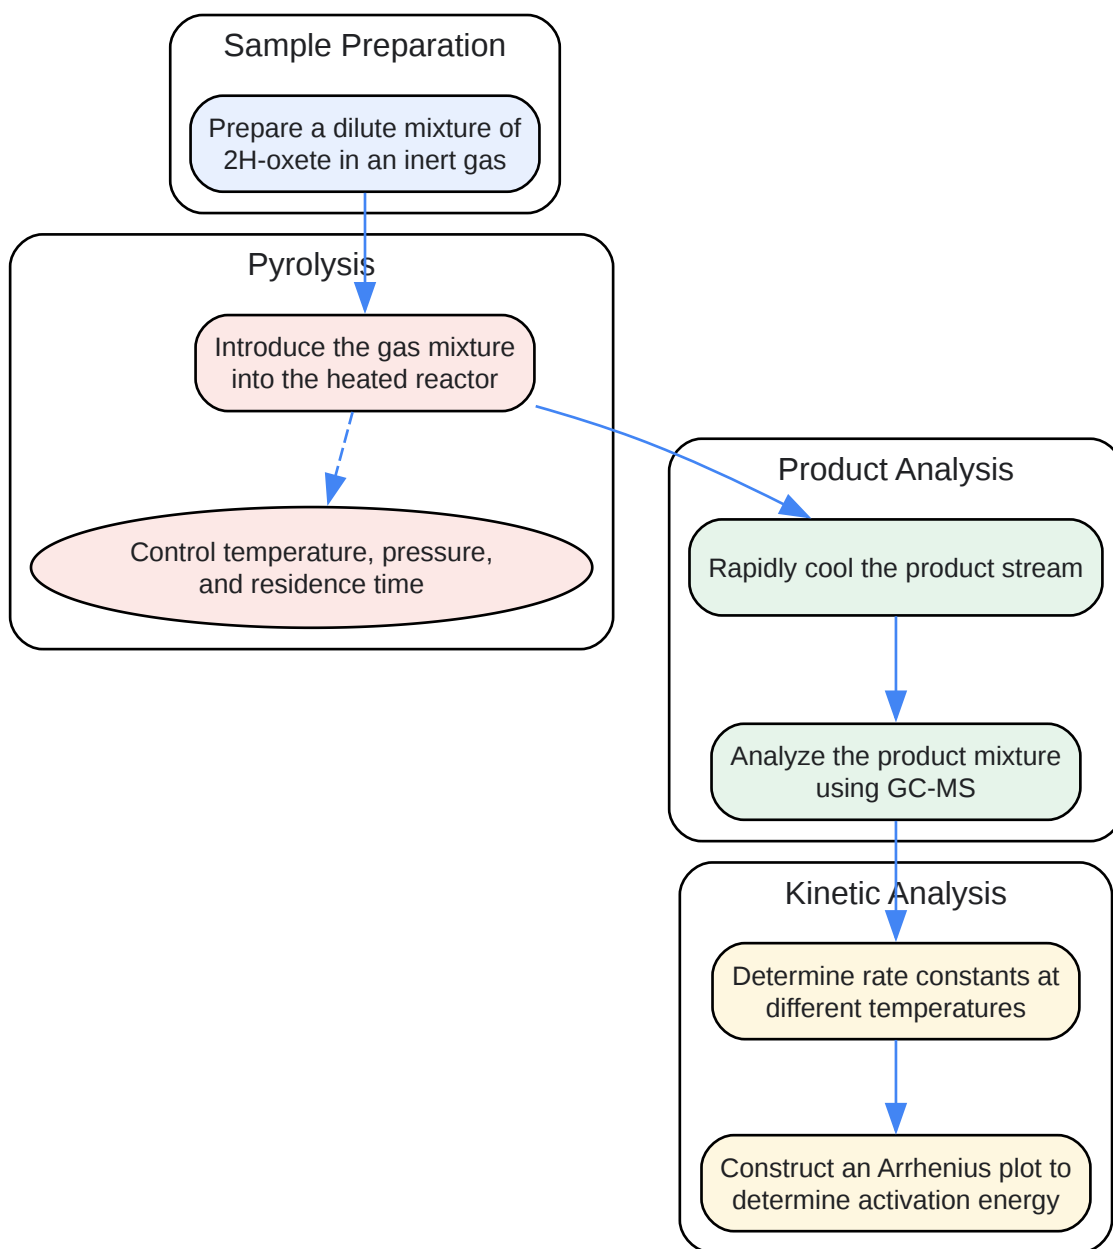 Sample Preparation
Prepare a dilute mixture of
2H-oxete in an inert gas
Pyrolysis
Introduce the gas mixture
into the heated reactor
Control temperature, pressure,
and residence time
Product Analysis
Rapidly cool the product stream
Analyze the product mixture
using GC-MS
Kinetic Analysis
Determine rate constants at
different temperatures
Construct an Arrhenius plot to
determine activation energy